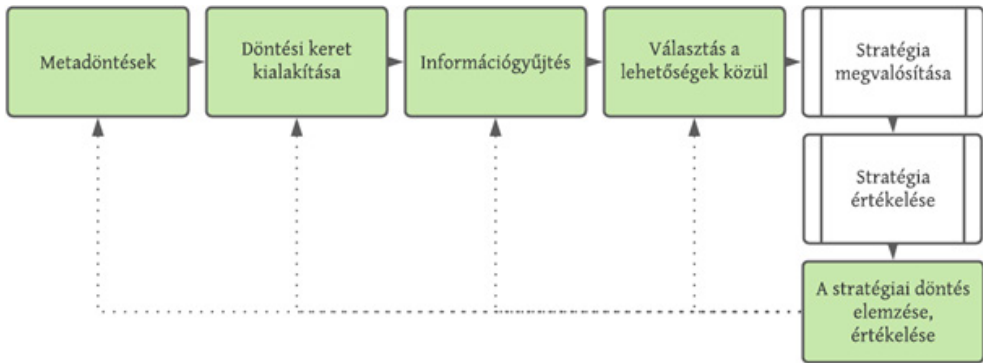 Metadöntések
Döntési keret
kialakítása
Információgyűjtés
Választás a
lehetőségek közül
Stratégia
megvalósítása
Stratégia
értékelése
A stratégiai döntés
elemzése,
értékelése